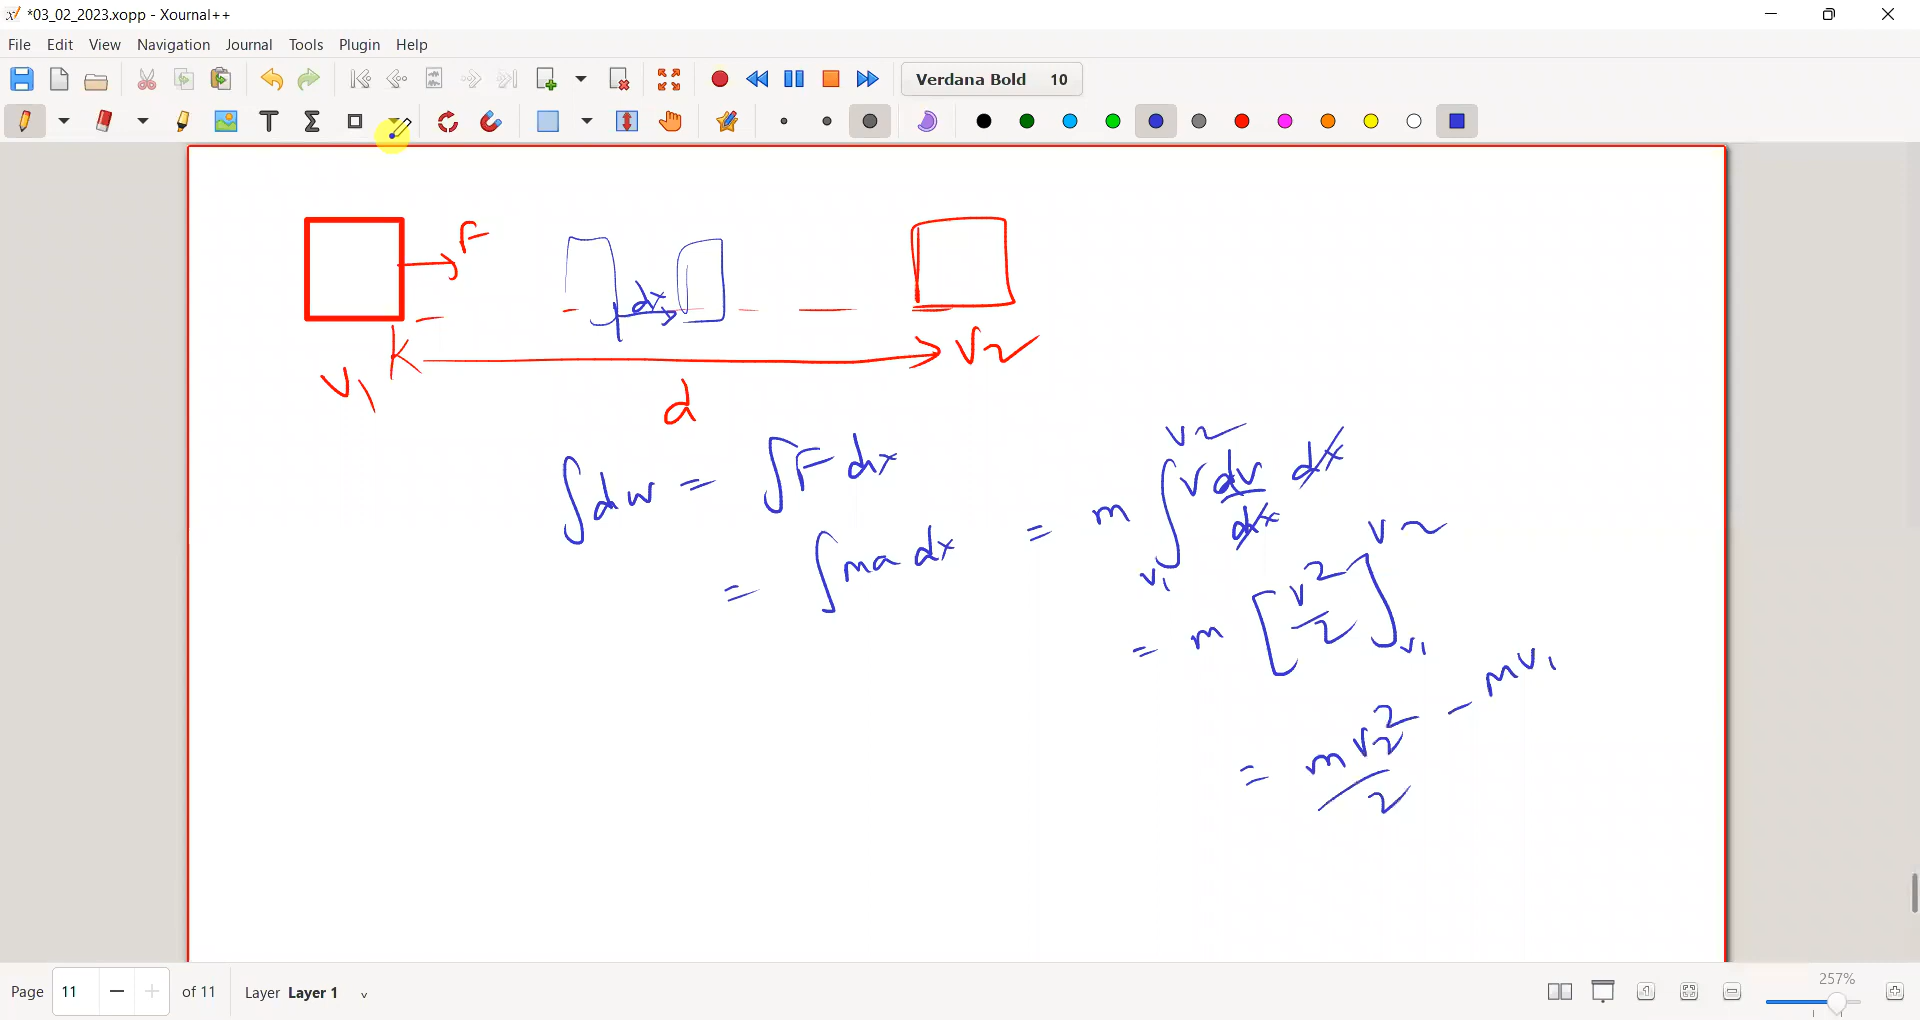 *03_02_2023.xopp - Xournal++
File Edit View Navigation Journal Tools Plugin Help
Verdana Bold 10
F
dx
V₁
V₂
d
∫dw = ∫F dx
= ∫ma dx
= m ∫_{v₁}^{v₂} v dv/dx dx
= m [v²/2]_{v₁}^{v₂}
= mv₂²/2 - mv₁
Page 11 of 11 Layer Layer 1
257%